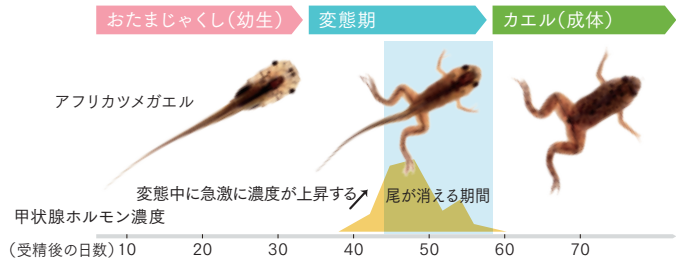 おたまじゃくし(幼生)
変態期
カエル(成体)
アフリカツメガエル
変態中に急激に濃度が上昇する
尾が消える期間
甲状腺ホルモン濃度
(受精後の日数) 10 20 30 40 50 60 70